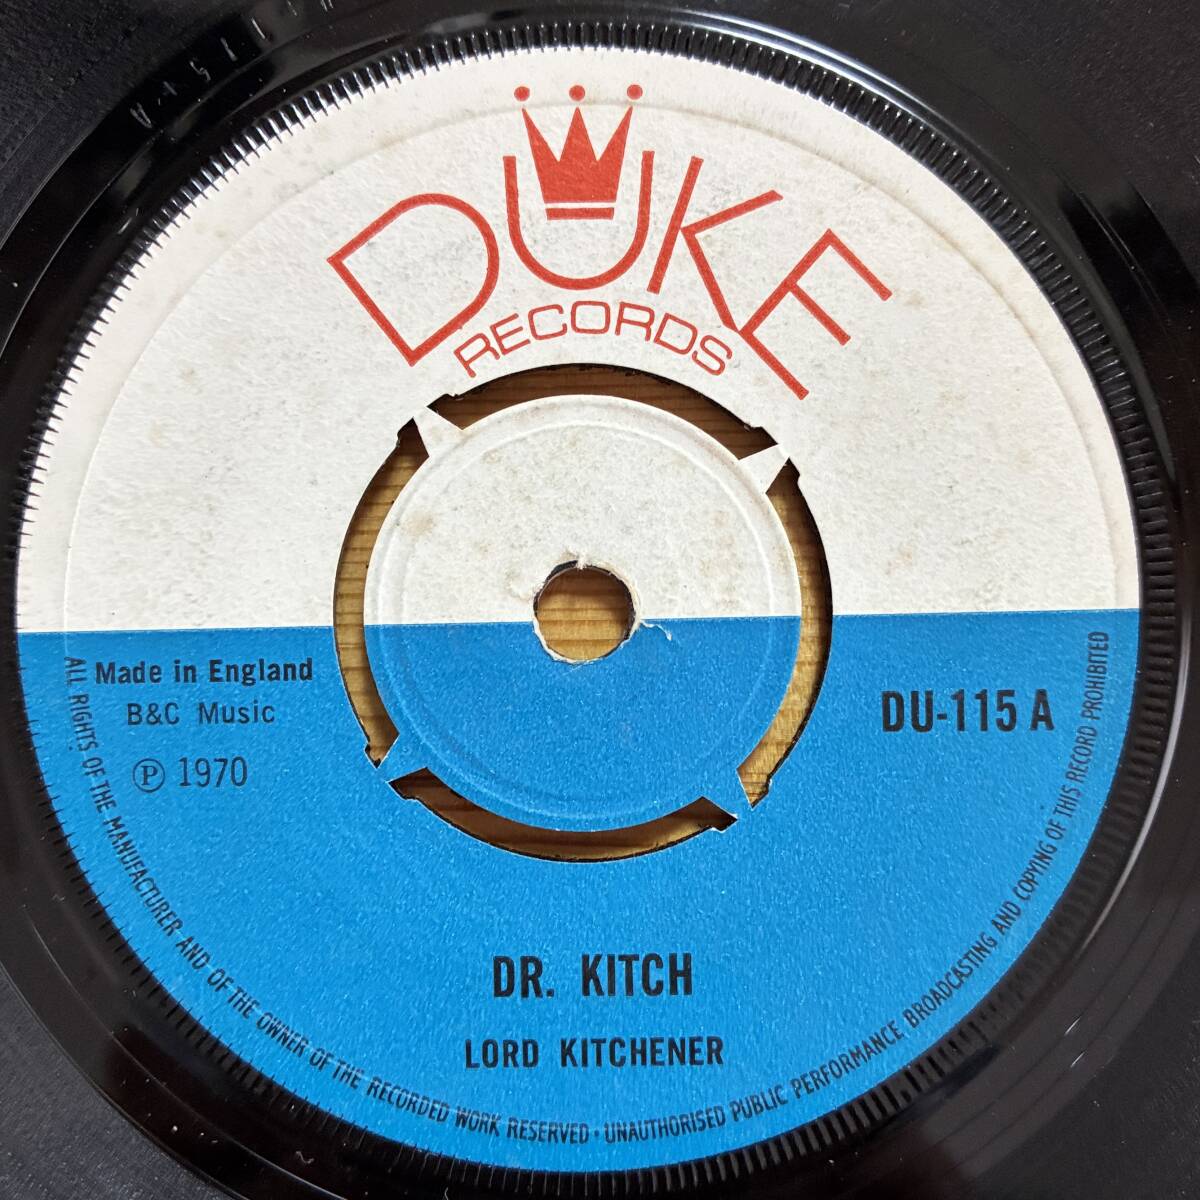 DUKE
RECORDS
Made in England
B&C Music
Ⓟ 1970
DU-115 A
DR. KITCH
LORD KITCHENER
ALL RIGHTS OF THE MANUFACTURER AND OF THE OWNER OF THE RECORDED WORK RESERVED · UNAUTHORISED PUBLIC PERFORMANCE BROADCASTING AND COPYING OF THIS RECORD PROHIBITED